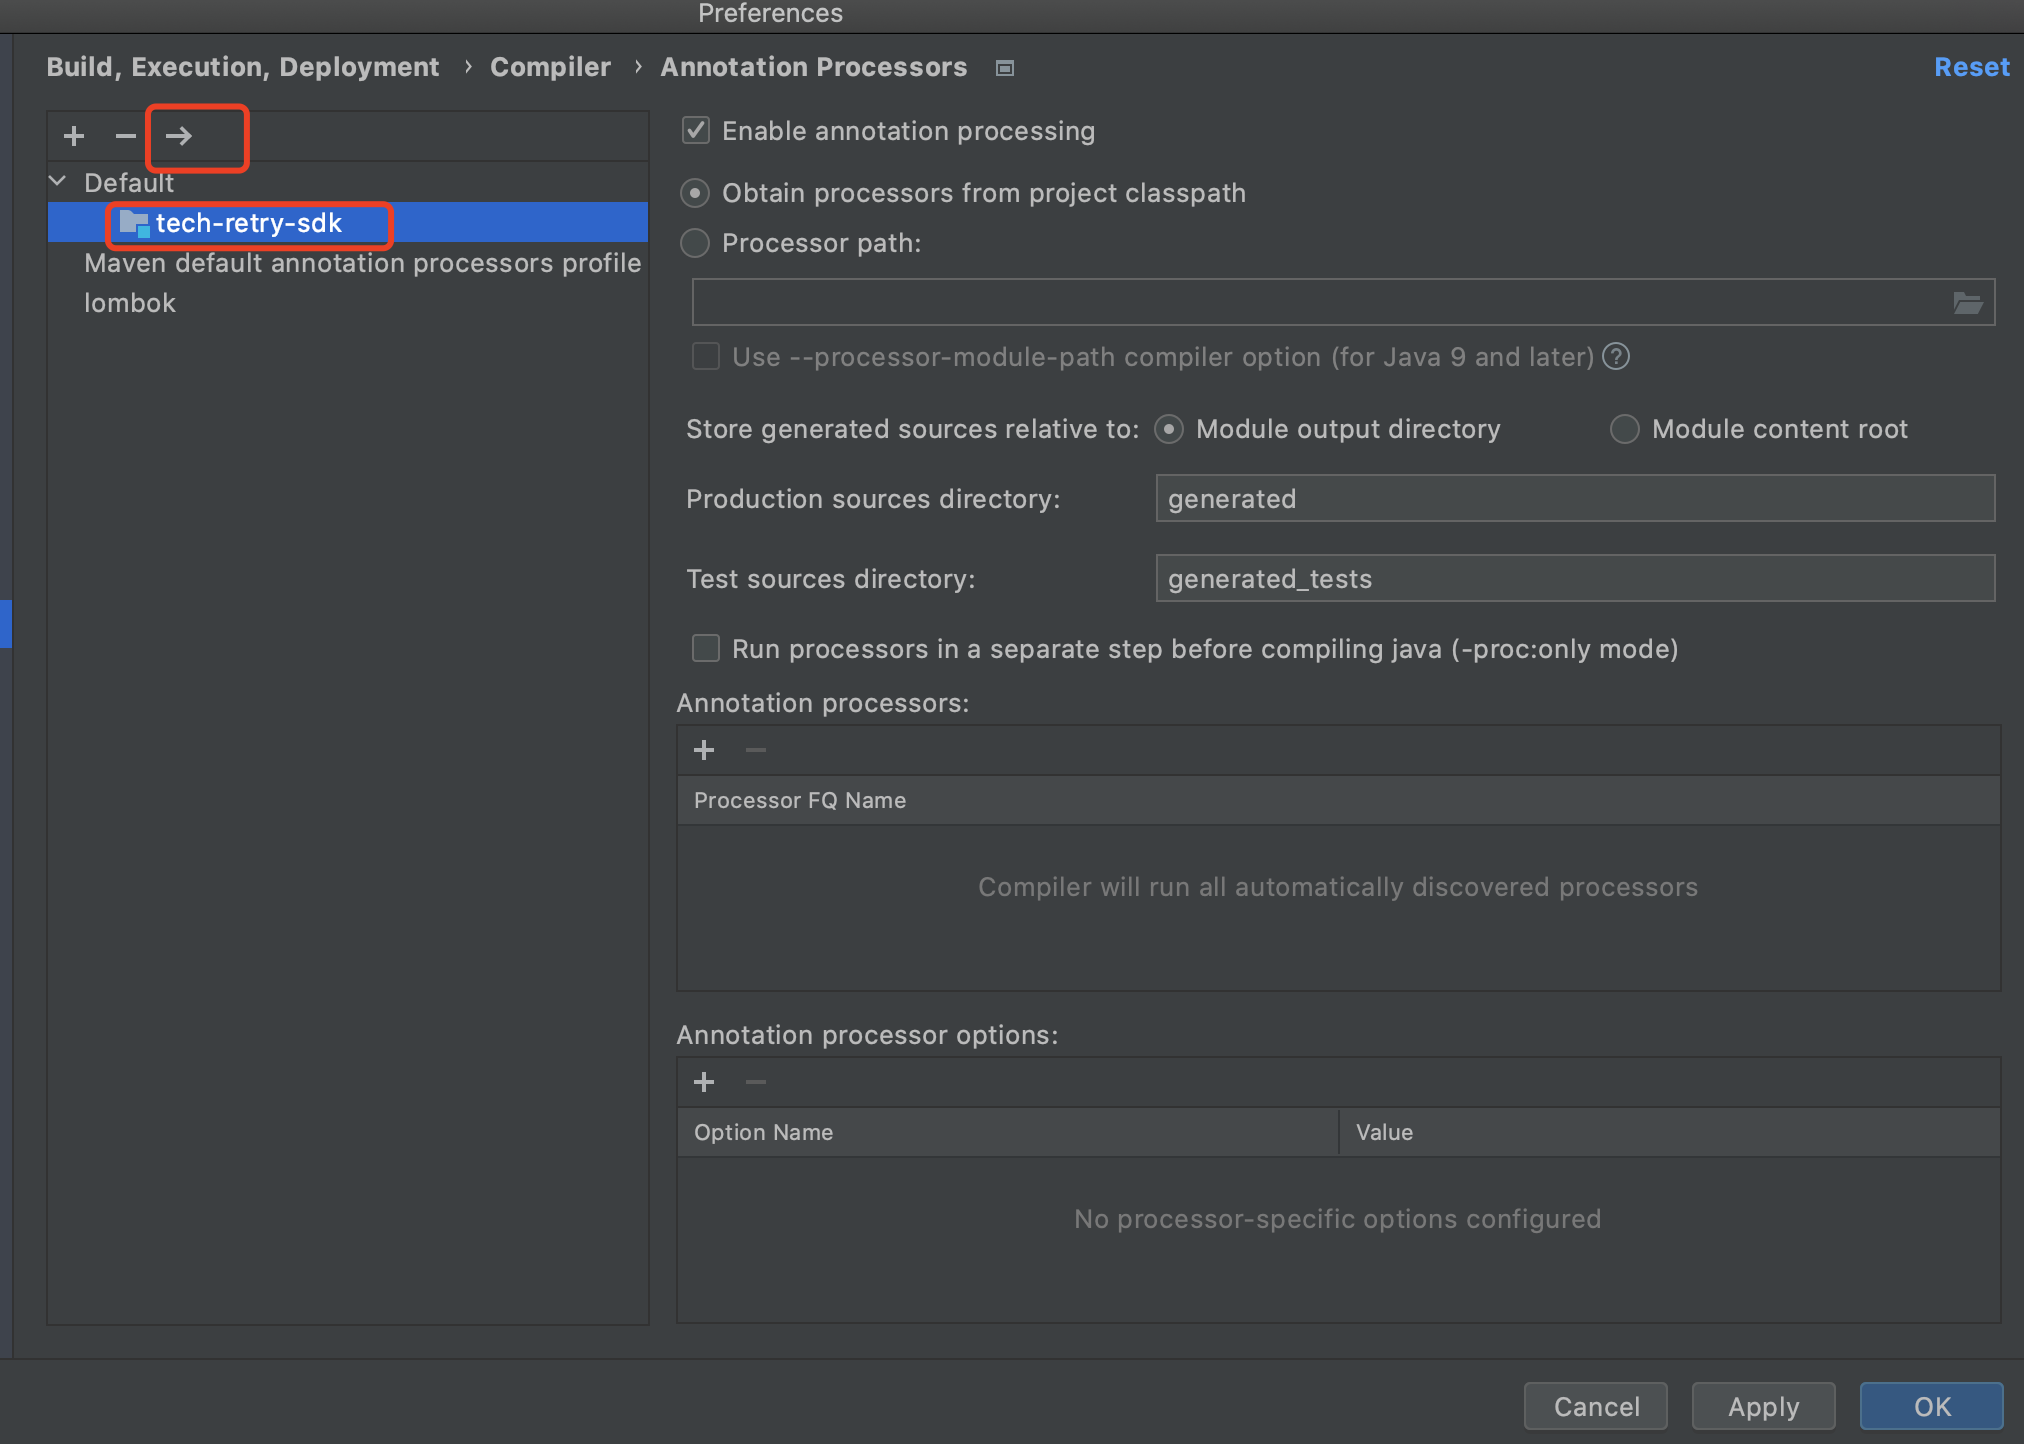 Preferences
Build, Execution, Deployment › Compiler › Annotation Processors
Reset
Default
tech-retry-sdk
Maven default annotation processors profile
lombok
Enable annotation processing
Obtain processors from project classpath
Processor path:
Use --processor-module-path compiler option (for Java 9 and later) ?
Store generated sources relative to: Module output directory Module content root
Production sources directory: generated
Test sources directory: generated_tests
Run processors in a separate step before compiling java (-proc:only mode)
Annotation processors:
Processor FQ Name
Compiler will run all automatically discovered processors
Annotation processor options:
Option Name Value
No processor-specific options configured
Cancel Apply OK